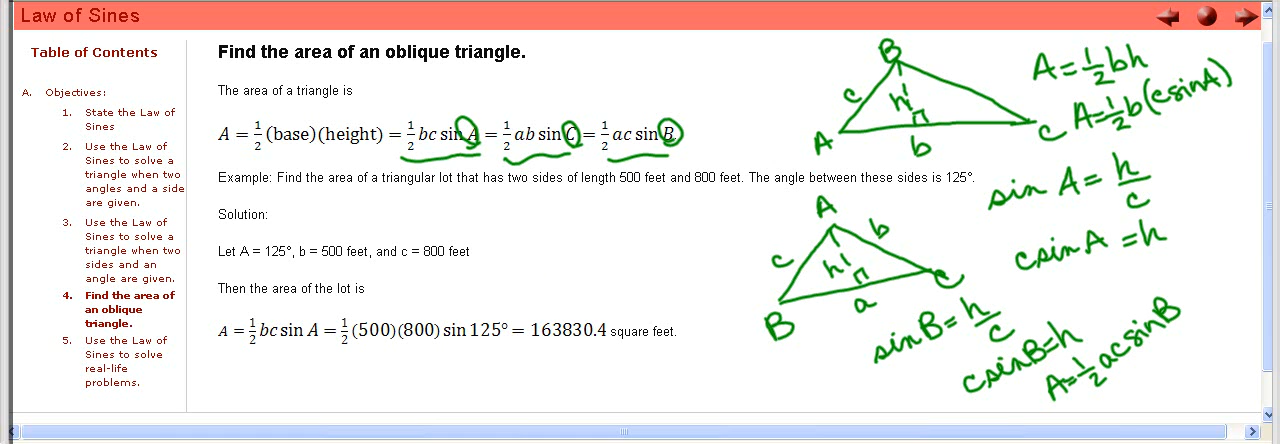 Law of Sines
Table of Contents
A. Objectives:
1. State the Law of
Sines
2. Use the Law of
Sines to solve a
triangle when two
angles and a side
are given.
3. Use the Law of
Sines to solve a
triangle when two
sides and an
angle are given.
4. Find the area of
an oblique
triangle.
5. Use the Law of
Sines to solve
real-life
problems.
Find the area of an oblique triangle.
The area of a triangle is
A = 1/2 (base)(height) = 1/2 bc sin A = 1/2 ab sin C = 1/2 ac sin B.
Example: Find the area of a triangular lot that has two sides of length 500 feet and 800 feet. The angle between these sides is 125°.
Solution:
Let A = 125°, b = 500 feet, and c = 800 feet
Then the area of the lot is
A = 1/2 bc sin A = 1/2 (500)(800) sin 125° = 163830.4 square feet.
B
c
h
A
b
C
A = 1/2 bh
A = 1/2 b(c sin A)
sin A = h/c
c sin A = h
A
c
b
h
B
a
C
sin B = h/c
c sin B = h
A = 1/2 ac sin B